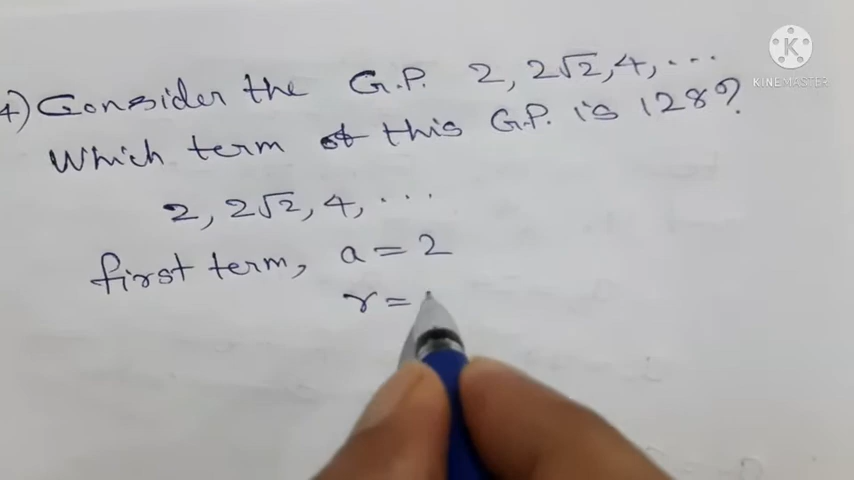 4) Consider the G.P. 2, 2√2, 4, ...
Which term of this G.P. is 128?
2, 2√2, 4, ...
first term, a = 2
r =
K
KINEMASTER